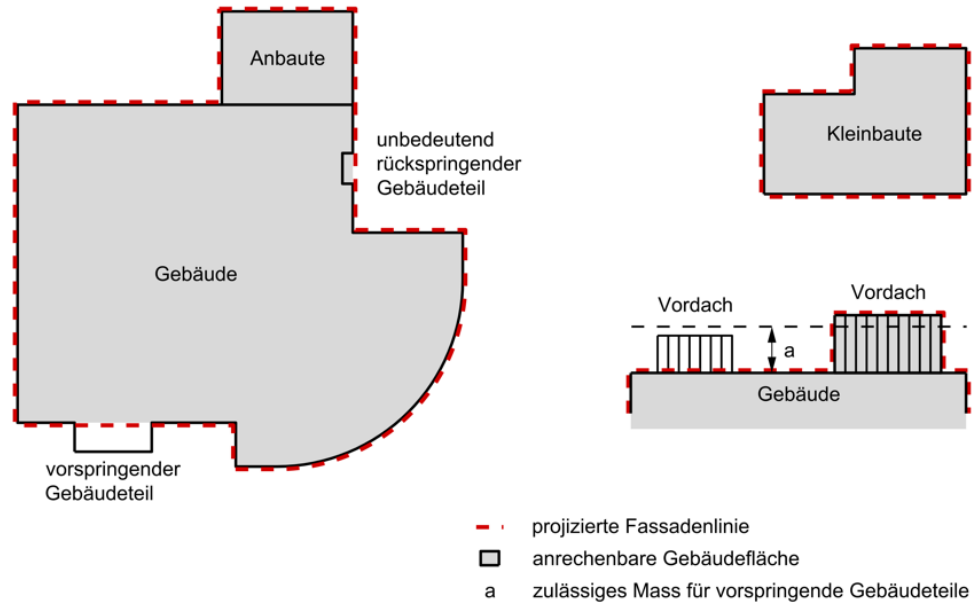 Anbaute
unbedeutend
rückspringender
Gebäudeteil
Gebäude
vorspringender
Gebäudeteil
Kleinbaute
Vordach
Vordach
a
Gebäude
projizierte Fassadenlinie
anrechenbare Gebäudefläche
a zulässiges Mass für vorspringende Gebäudeteile